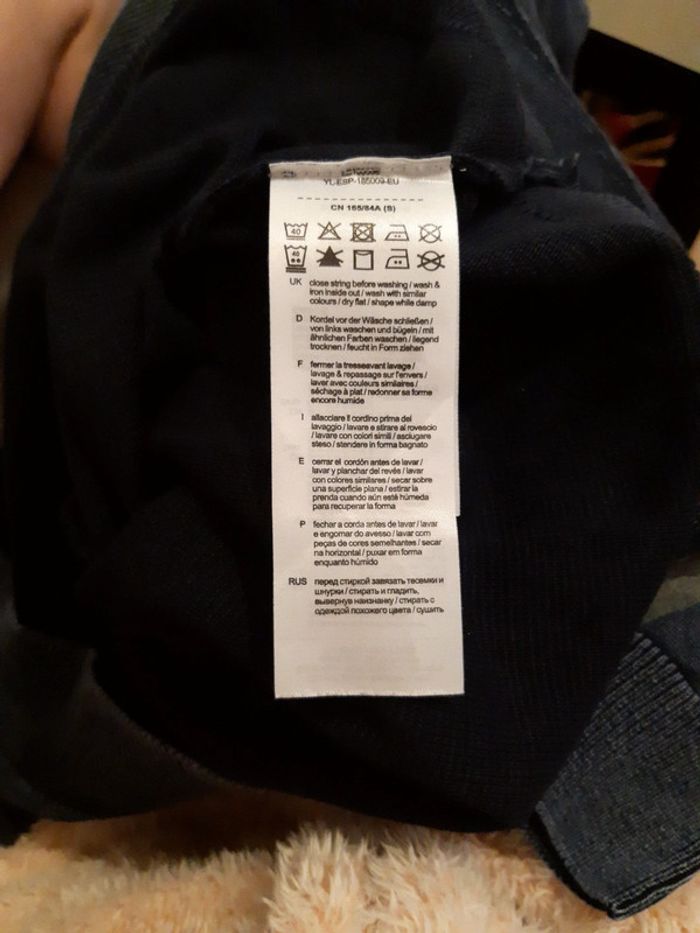 YL-ESP-185009-EU
CN 165/84A (S)
40
40
UK close string before washing / wash &
iron inside out / wash with similar
colours / dry flat / shape while damp
D Kordel vor der Wäsche schließen /
von links waschen und bügeln / mit
ähnlichen Farben waschen / liegend
trocknen / feucht in Form ziehen
F fermer la tresseavant lavage /
lavage & repassage sur l'envers /
laver avec couleurs similaires /
séchage à plat / redonner sa forme
encore humide
I allacciare il cordino prima del
lavaggio / lavare e stirare al rovescio
/ lavare con colori simili / asciugare
steso / stendere in forma bagnato
E cerrar el cordón antes de lavar /
lavar y planchar del revés / lavar
con colores similares / secar sobre
una superficie plana / estirar la
prenda cuando aún esté húmeda
para recuperar la forma
P fechar a corda antes de lavar / lavar
e engomar do avesso / lavar com
peças de cores semelhantes / secar
na horizontal / puxar em forma
enquanto húmido
RUS перед стиркой завязать тесемки и
шнурки / стирать и гладить,
вывернув наизнанку / стирать с
одеждой похожего цвета / сушить